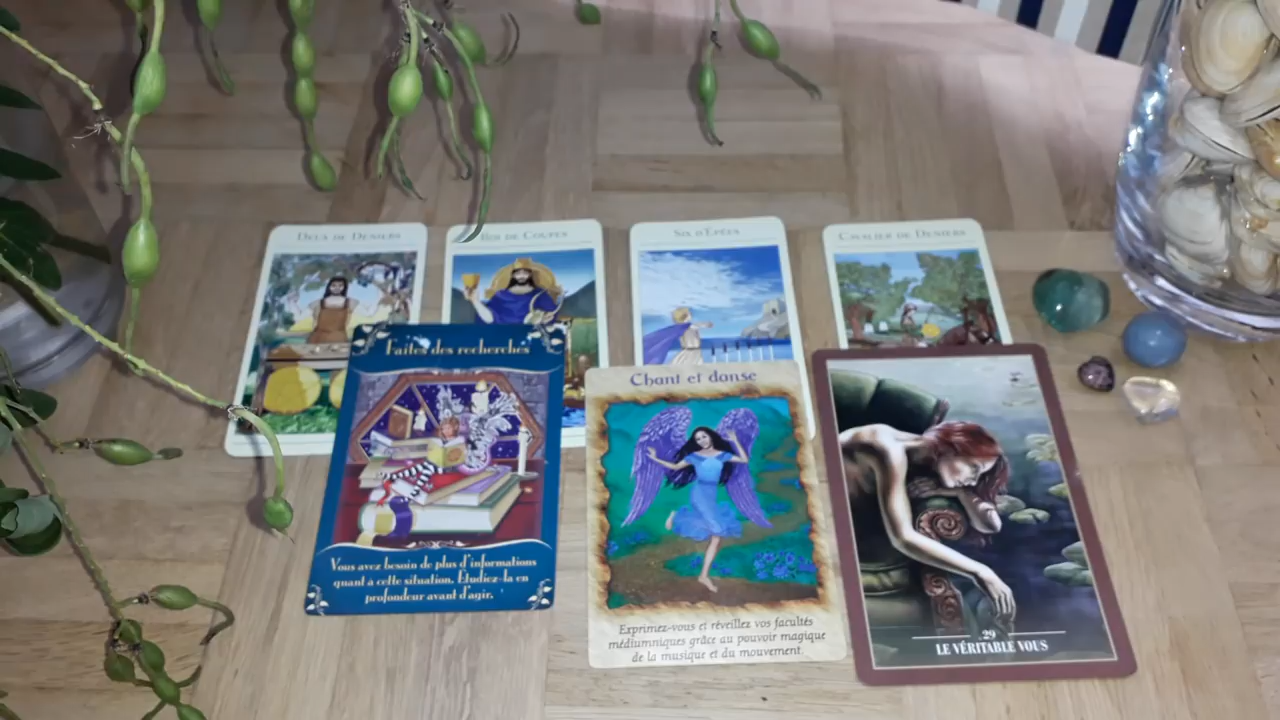 DEUX DE DENIERS
ROI DE COUPES
SIX D'ÉPÉES
CAVALIER DE DENIERS
Faites des recherches
Vous avez besoin de plus d'informations
quant à cette situation. Étudiez-la en
profondeur avant d'agir.
Chant et danse
Exprimez-vous et réveillez vos facultés
médiumniques grâce au pouvoir magique
de la musique et du mouvement.
29
LE VÉRITABLE VOUS